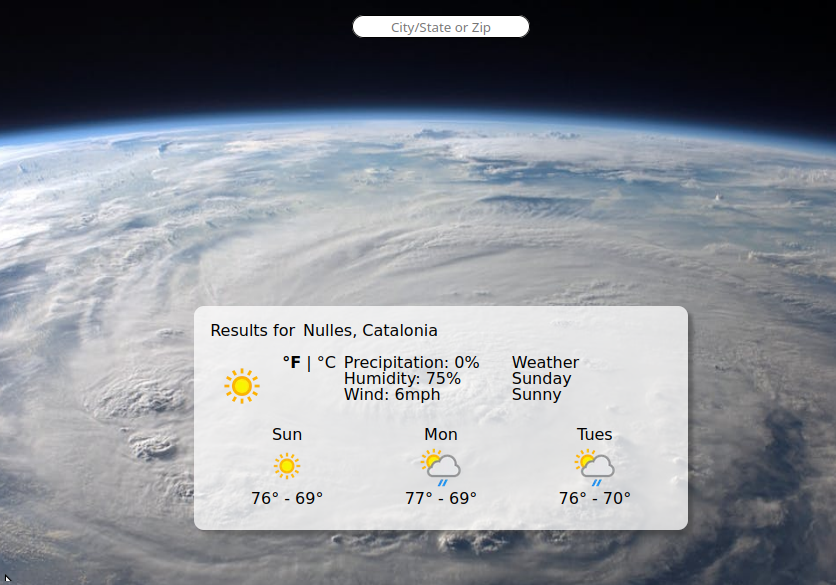 City/State or Zip
Results for Nulles, Catalonia
°F | °C
Precipitation: 0%
Humidity: 75%
Wind: 6mph
Weather
Sunday
Sunny
Sun
Mon
Tues
76° - 69°
77° - 69°
76° - 70°